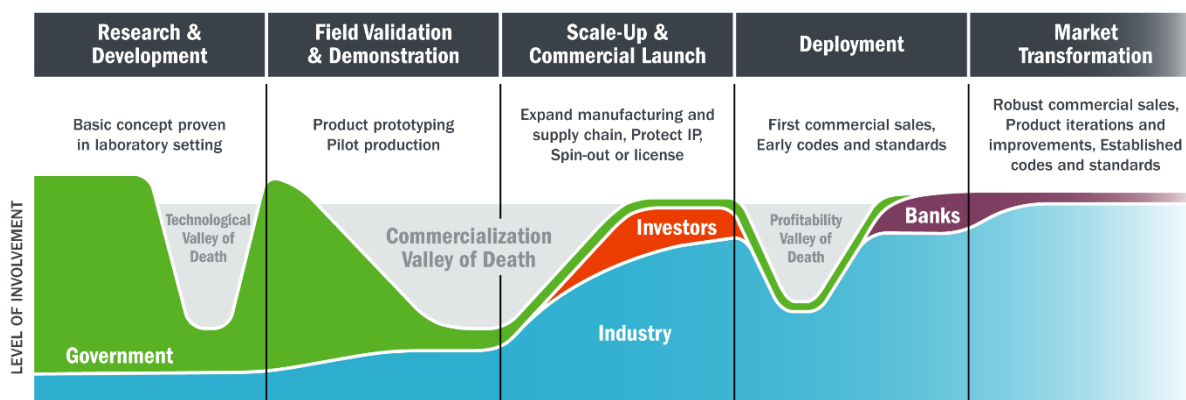 Research &
Development
Field Validation
& Demonstration
Scale-Up &
Commercial Launch
Deployment
Market
Transformation
Basic concept proven
in laboratory setting
Product prototyping
Pilot production
Expand manufacturing and
supply chain, Protect IP,
Spin-out or license
First commercial sales,
Early codes and standards
Robust commercial sales,
Product iterations and
improvements, Established
codes and standards
LEVEL OF INVOLVEMENT
Technological
Valley of
Death
Commercialization
Valley of Death
Investors
Profitability
Valley of
Death
Banks
Government
Industry